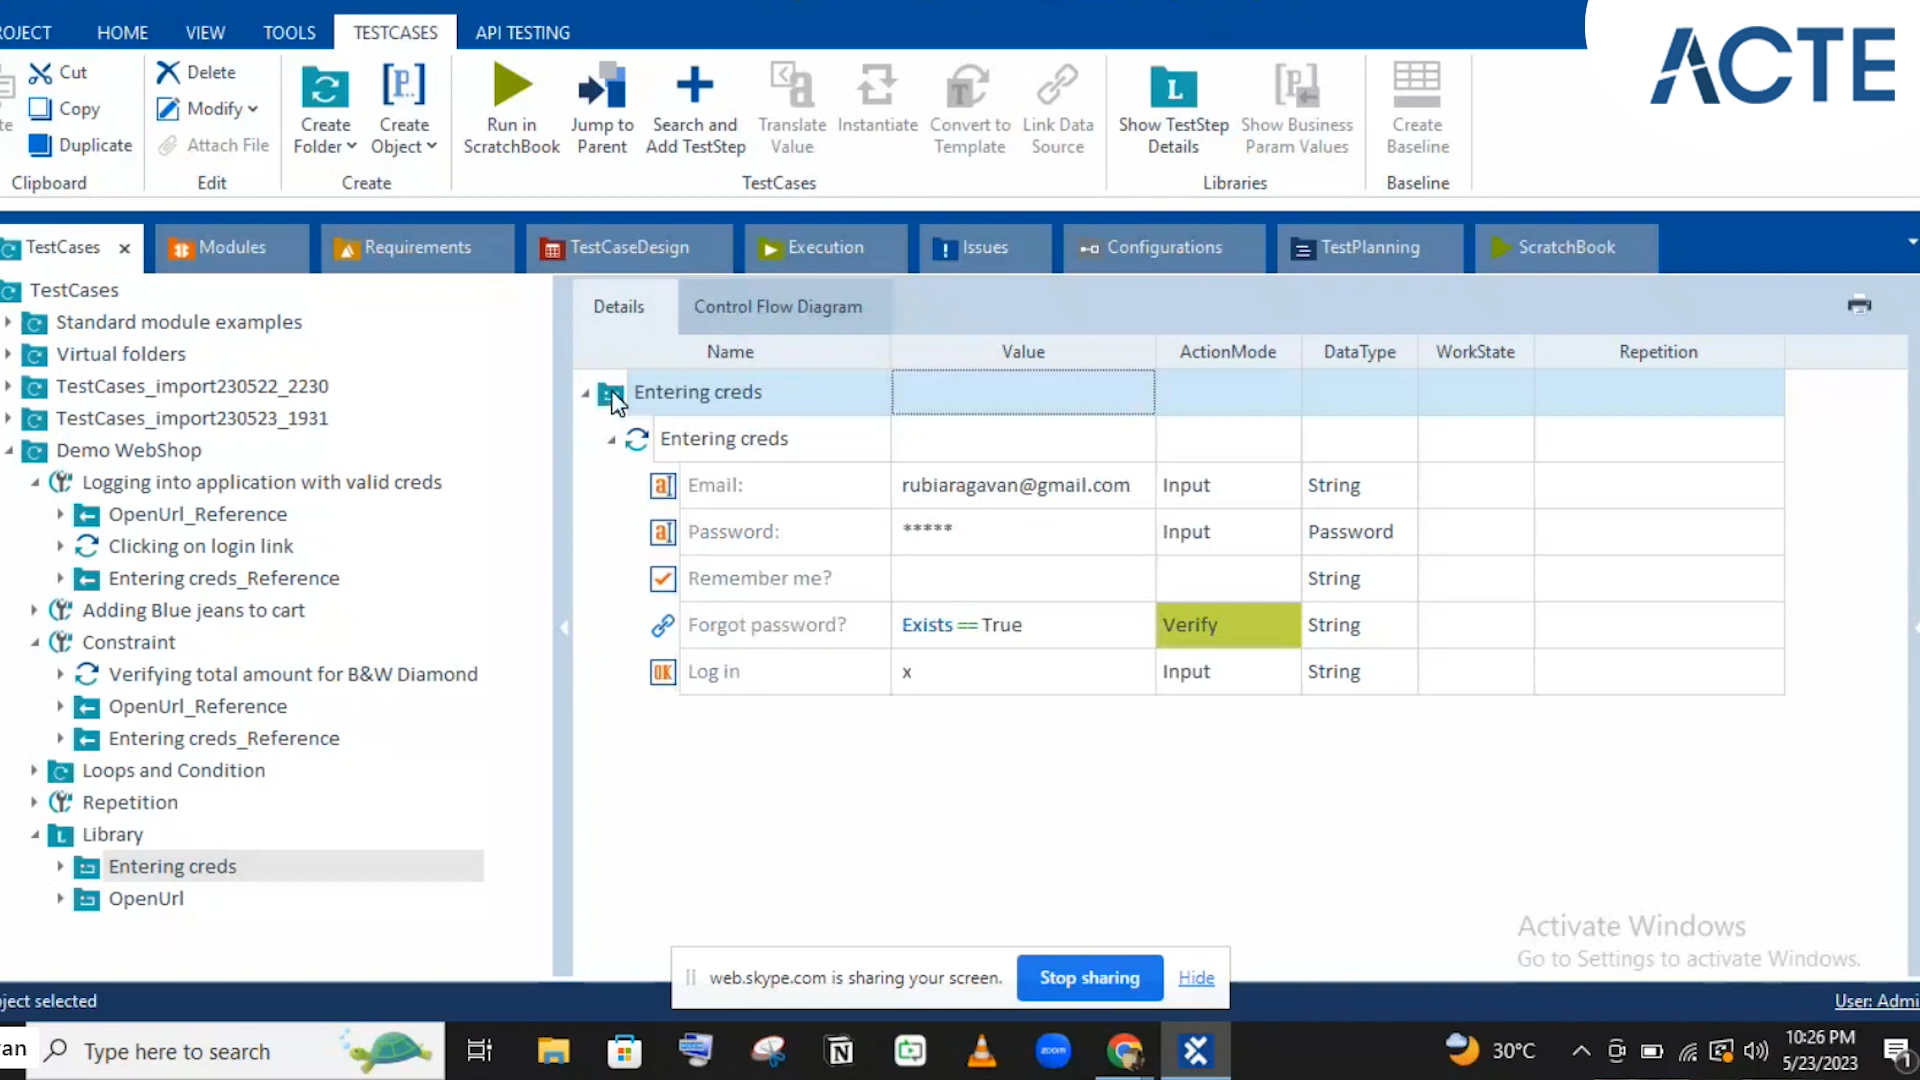 OJECT HOME VIEW TOOLS TESTCASES API TESTING
ACTE
Cut
Copy
Duplicate
Clipboard
Delete
Modify
Attach File
Edit
Create Folder
Create Object
Create
Run in ScratchBook
Jump to Parent
Search and Add TestStep
Translate Value
Instantiate
Convert to Template
Link Data Source
TestCases
Show TestStep Details
Show Business Param Values
Libraries
Create Baseline
Baseline
TestCases × Modules Requirements TestCaseDesign Execution Issues Configurations TestPlanning ScratchBook
TestCases
Standard module examples
Virtual folders
TestCases_import230522_2230
TestCases_import230523_1931
Demo WebShop
Logging into application with valid creds
OpenUrl_Reference
Clicking on login link
Entering creds_Reference
Adding Blue jeans to cart
Constraint
Verifying total amount for B&W Diamond
OpenUrl_Reference
Entering creds_Reference
Loops and Condition
Repetition
Library
Entering creds
OpenUrl
Details Control Flow Diagram
Name Value ActionMode DataType WorkState Repetition
Entering creds
Entering creds
Email: rubiaragavan@gmail.com Input String
Password: ***** Input Password
Remember me? String
Forgot password? Exists == True Verify String
Log in x Input String
Activate Windows
Go to Settings to activate Windows.
web.skype.com is sharing your screen. Stop sharing Hide
ject selected
User: Admi
van
Type here to search
zoom
30°C
10:26 PM
5/23/2023
1